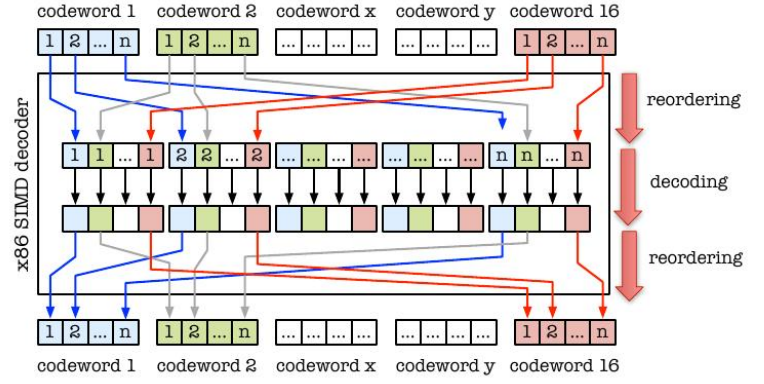 codeword 1 codeword 2 codeword x codeword y codeword 16
1 2 ... n 1 2 ... n ... ... ... ... ... ... ... ... 1 2 ... n
reordering
1 1 ... 1 2 2 ... 2 ... ... ... ... ... ... ... ... n n ... n
x86 SIMD decoder
decoding
reordering
1 2 ... n 1 2 ... n ... ... ... ... ... ... ... ... 1 2 ... n
codeword 1 codeword 2 codeword x codeword y codeword 16